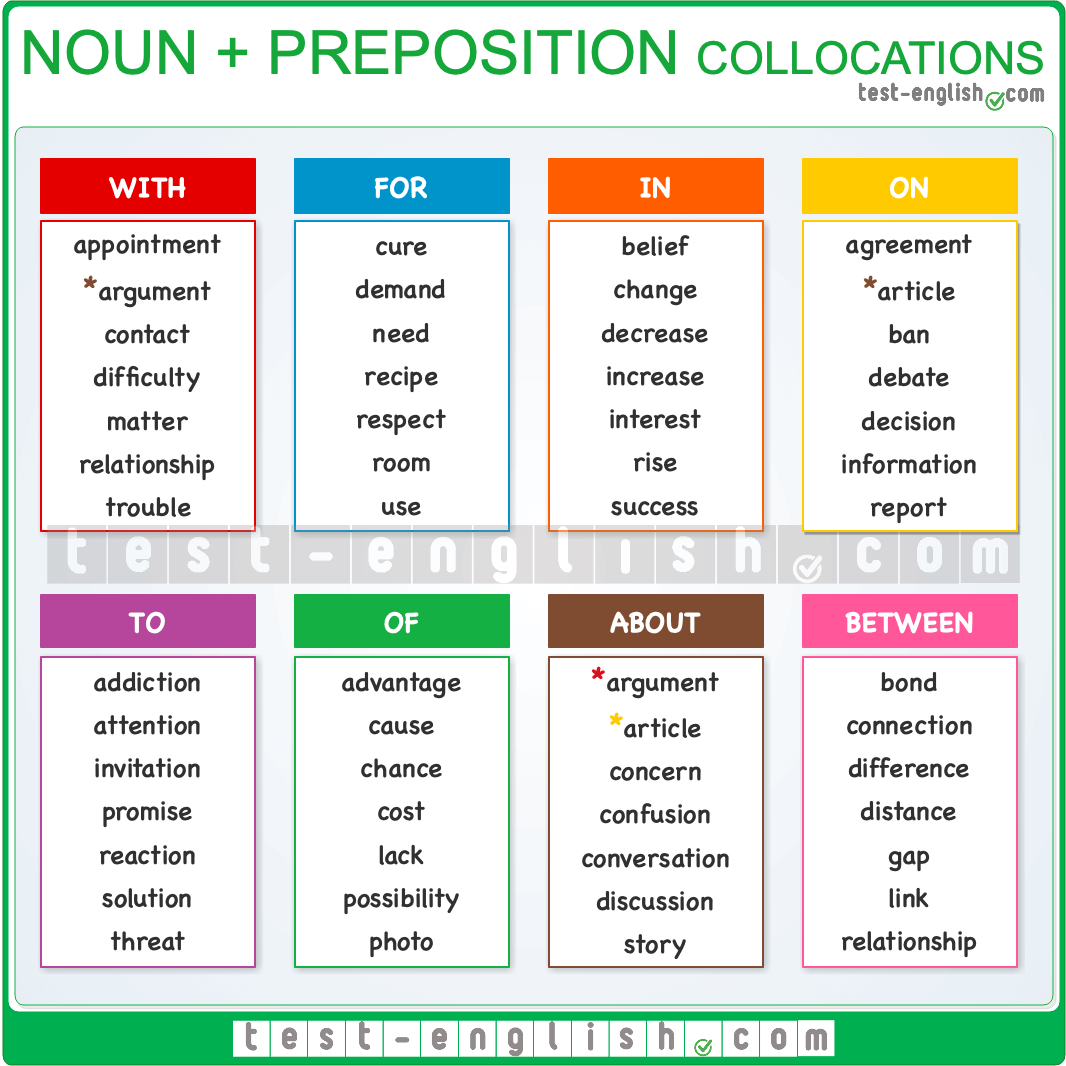 NOUN + PREPOSITION COLLOCATIONS
test-english.com
WITH
appointment
*argument
contact
difficulty
matter
relationship
trouble
FOR
cure
demand
need
recipe
respect
room
use
IN
belief
change
decrease
increase
interest
rise
success
ON
agreement
*article
ban
debate
decision
information
report
test-english.com
TO
addiction
attention
invitation
promise
reaction
solution
threat
OF
advantage
cause
chance
cost
lack
possibility
photo
ABOUT
*argument
*article
concern
confusion
conversation
discussion
story
BETWEEN
bond
connection
difference
distance
gap
link
relationship
test-english.com